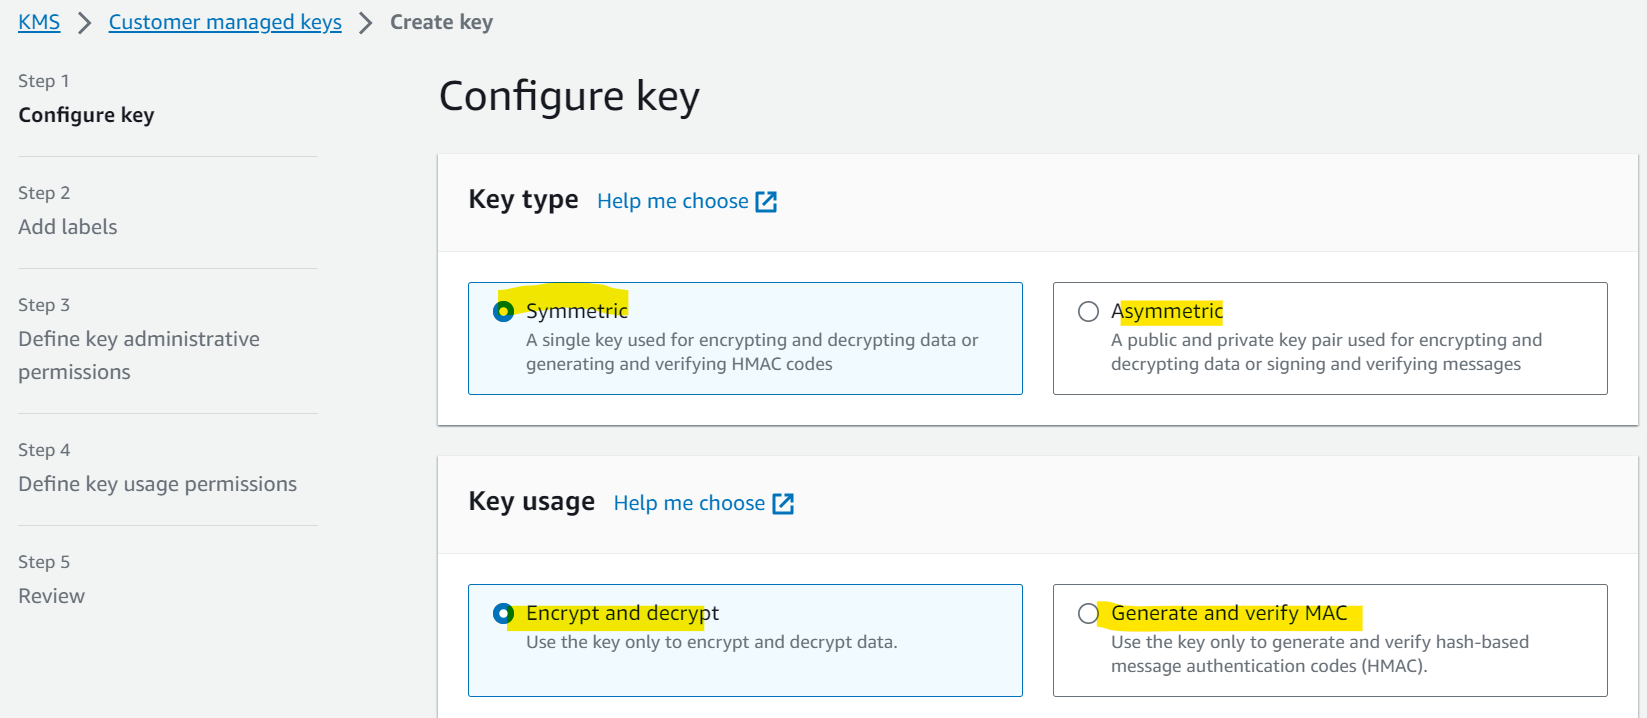 KMS > Customer managed keys > Create key
Step 1
Configure key
Step 2
Add labels
Step 3
Define key administrative
permissions
Step 4
Define key usage permissions
Step 5
Review
Configure key
Key type Help me choose
Symmetric
A single key used for encrypting and decrypting data or
generating and verifying HMAC codes
Asymmetric
A public and private key pair used for encrypting and
decrypting data or signing and verifying messages
Key usage Help me choose
Encrypt and decrypt
Use the key only to encrypt and decrypt data.
Generate and verify MAC
Use the key only to generate and verify hash-based
message authentication codes (HMAC).